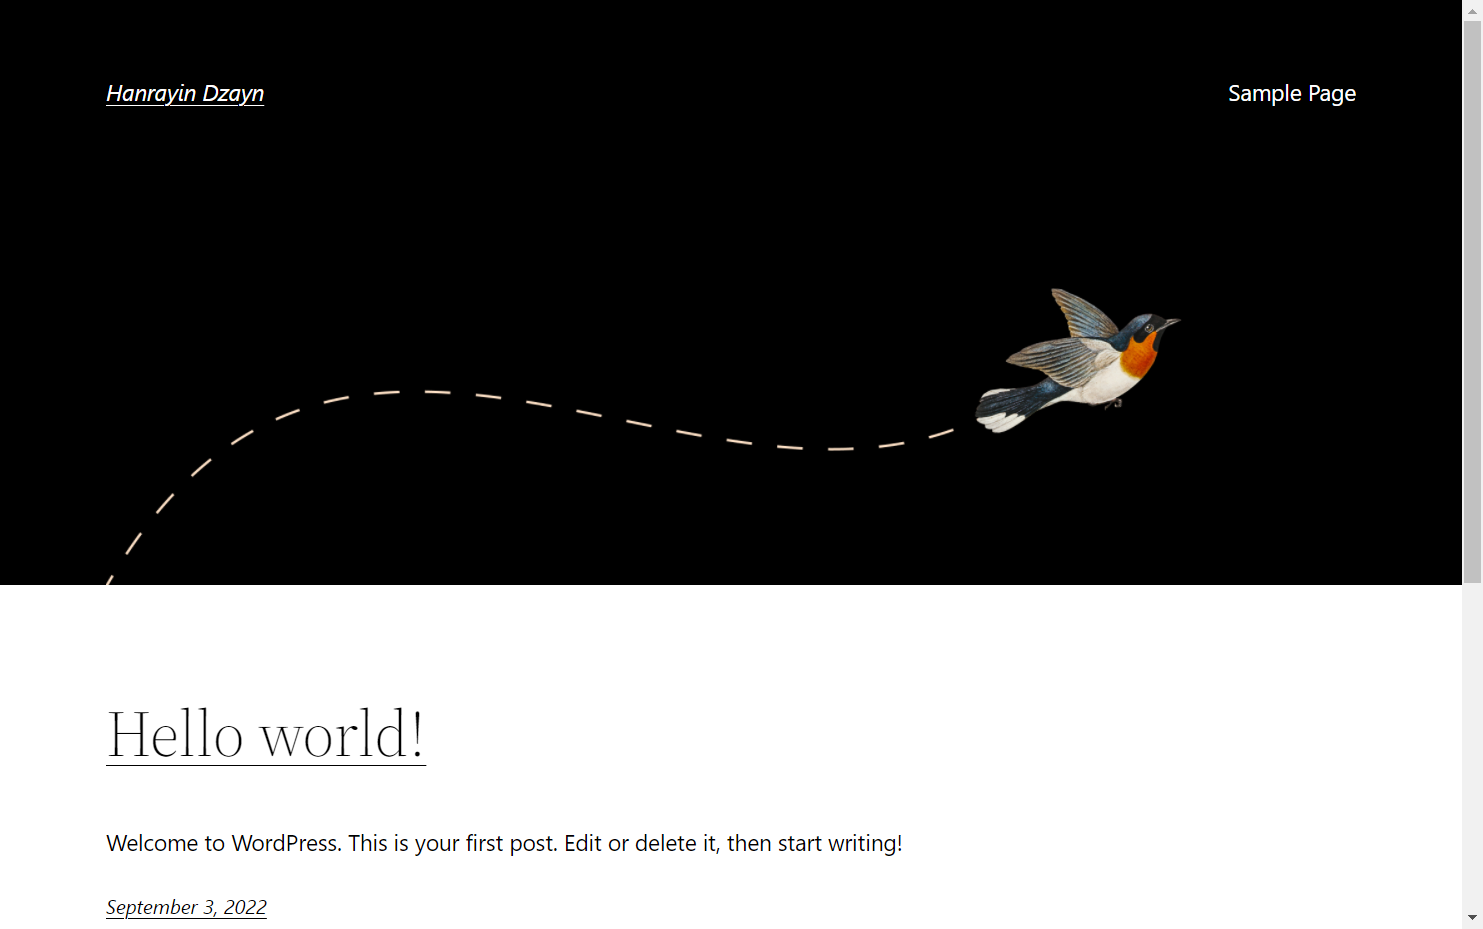 Hanrayin Dzayn
Sample Page
Hello world!
Welcome to WordPress. This is your first post. Edit or delete it, then start writing!
September 3, 2022